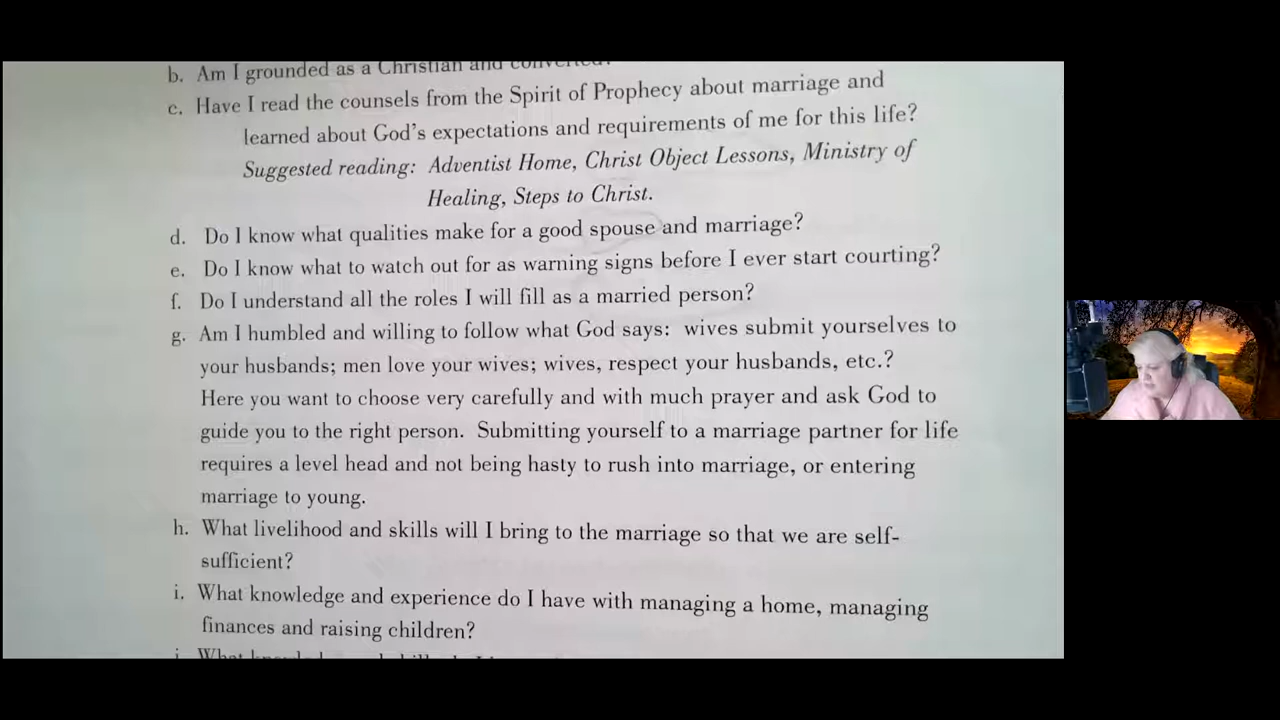 b. Am I grounded as a Christian and converted?
c. Have I read the counsels from the Spirit of Prophecy about marriage and
learned about God's expectations and requirements of me for this life?
Suggested reading: Adventist Home, Christ Object Lessons, Ministry of
Healing, Steps to Christ.
d. Do I know what qualities make for a good spouse and marriage?
e. Do I know what to watch out for as warning signs before I ever start courting?
f. Do I understand all the roles I will fill as a married person?
g. Am I humbled and willing to follow what God says: wives submit yourselves to
your husbands; men love your wives; wives, respect your husbands, etc.?
Here you want to choose very carefully and with much prayer and ask God to
guide you to the right person. Submitting yourself to a marriage partner for life
requires a level head and not being hasty to rush into marriage, or entering
marriage to young.
h. What livelihood and skills will I bring to the marriage so that we are self-
sufficient?
i. What knowledge and experience do I have with managing a home, managing
finances and raising children?
j. What